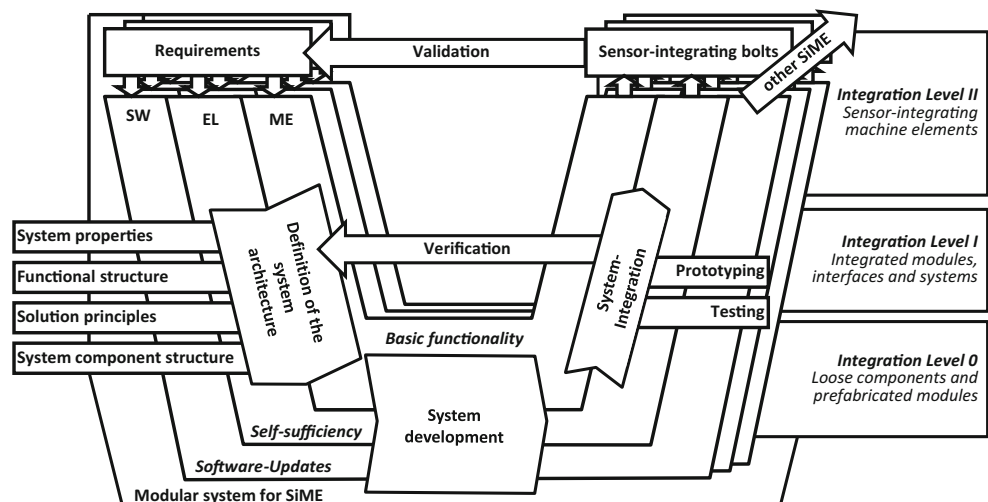 Requirements
Validation
Sensor-integrating bolts
other SiME
SW
EL
ME
Integration Level II
Sensor-integrating
machine elements
System properties
Functional structure
Solution principles
System component structure
Definition of the
system
architecture
Verification
System-
Integration
Prototyping
Testing
Integration Level I
Integrated modules,
interfaces and systems
Basic functionality
Integration Level 0
Loose components and
prefabricated modules
System
development
Self-sufficiency
Software-Updates
Modular system for SiME